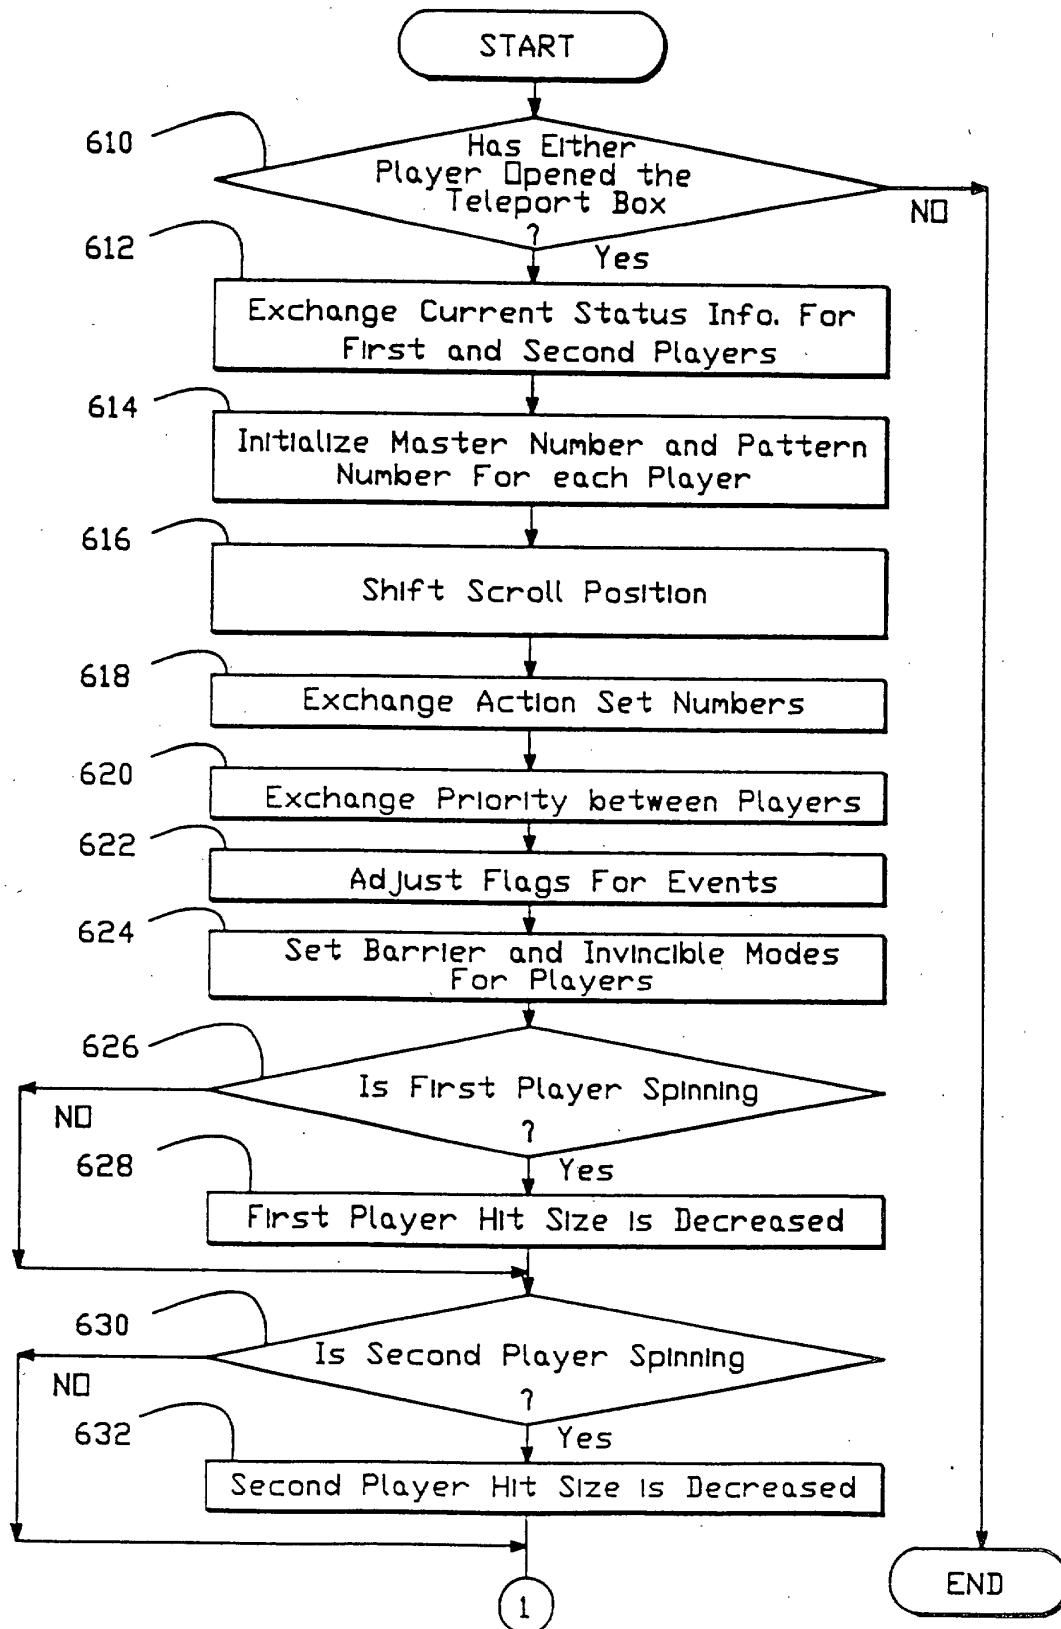 START
610
Has Either
Player Opened the
Teleport Box
?
NO
Yes
612
Exchange Current Status Info. For
First and Second Players
614
Initialize Master Number and Pattern
Number For each Player
616
Shift Scroll Position
618
Exchange Action Set Numbers
620
Exchange Priority between Players
622
Adjust Flags For Events
624
Set Barrier and Invincible Modes
For Players
626
Is First Player Spinning
?
NO
Yes
628
First Player Hit Size is Decreased
630
Is Second Player Spinning
?
NO
Yes
632
Second Player Hit Size is Decreased
1
END